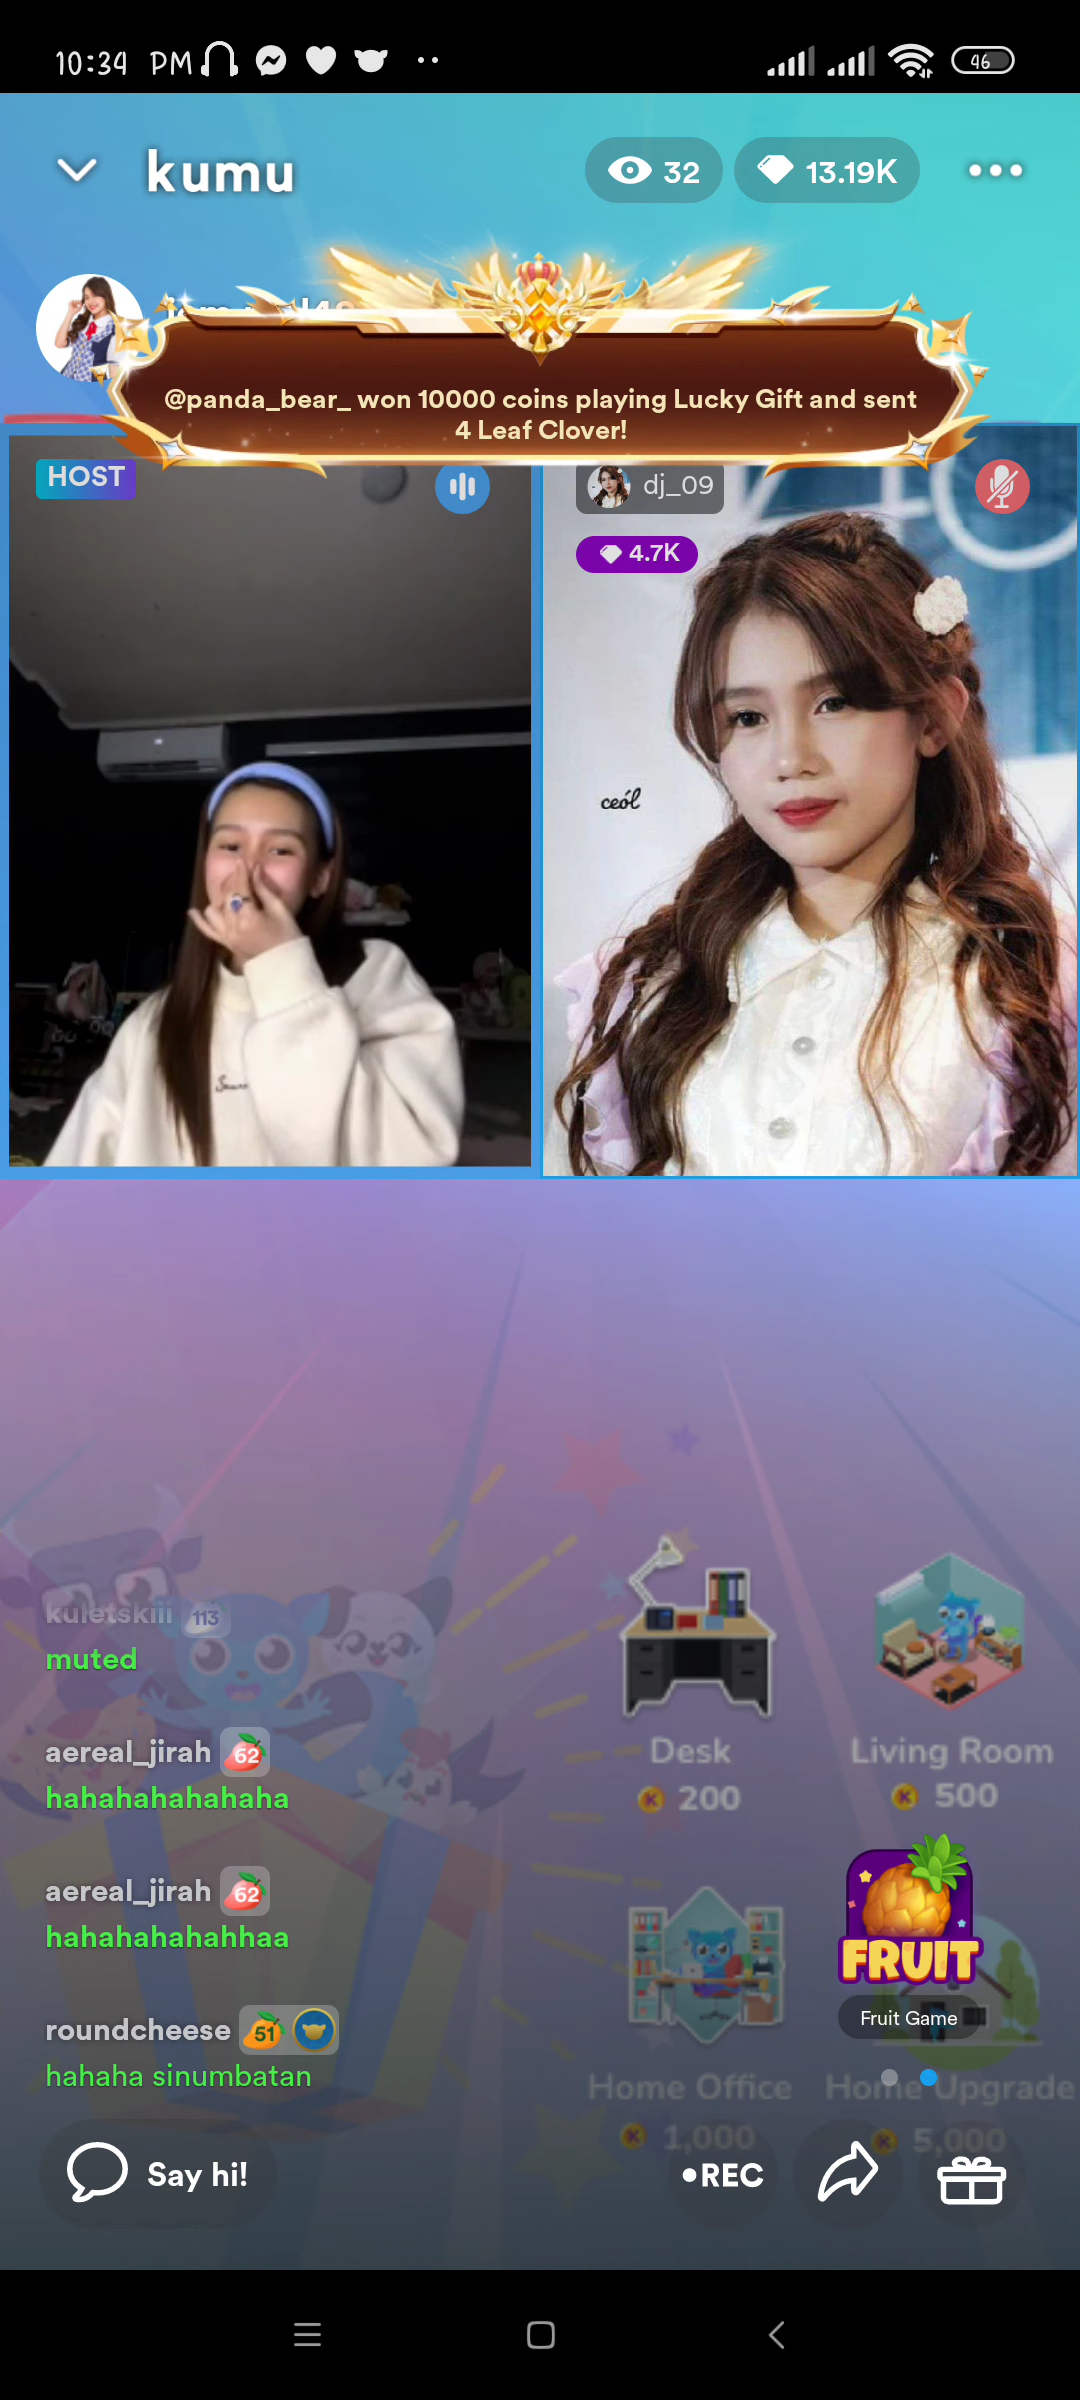 10:34 PM
46
kumu
32
13.19K
@panda_bear_ won 10000 coins playing Lucky Gift and sent
4 Leaf Clover!
HOST
dj_09
4.7K
ceól
kuletskiii 113
muted
aereal_jirah 62
hahahahahahaha
aereal_jirah 62
hahahahahahhaa
roundcheese 51
hahaha sinumbatan
Desk
200
Living Room
500
FRUIT
Fruit Game
Home Office
Home Upgrade
1,000
5,000
Say hi!
•REC